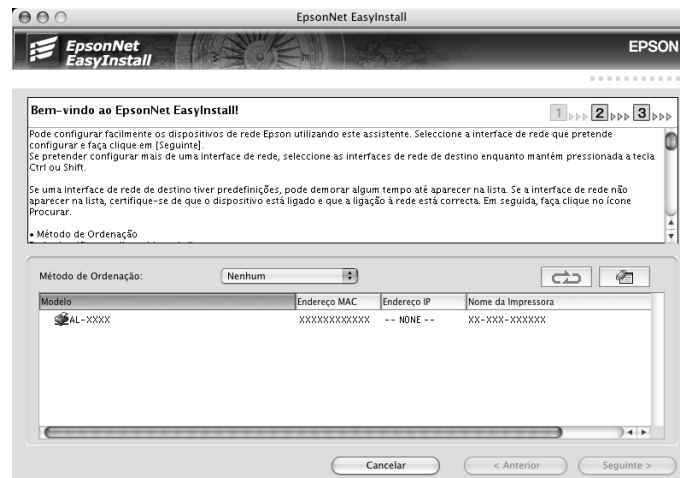 EpsonNet EasyInstall
EpsonNet
EasyInstall
EPSON
Bem-vindo ao EpsonNet EasyInstall!
1 2 3
Pode configurar facilmente os dispositivos de rede Epson utilizando este assistente. Seleccione a interface de rede que pretende
configurar e faça clique em [Seguinte].
Se pretender configurar mais de uma interface de rede, seleccione as interfaces de rede de destino enquanto mantém pressionada a tecla
Ctrl ou Shift.
Se uma interface de rede de destino tiver predefinições, pode demorar algum tempo até aparecer na lista. Se a interface de rede não
aparecer na lista, certifique-se de que o dispositivo está ligado e que a ligação à rede está correcta. Em seguida, faça clique no ícone
Procurar.
• Método de Ordenação
Método de Ordenação: Nenhum
Modelo Endereço MAC Endereço IP Nome da Impressora
AL-XXXX XXXXXXXXXXXX -- NONE -- XX-XXX-XXXXXX
Cancelar < Anterior Seguinte >